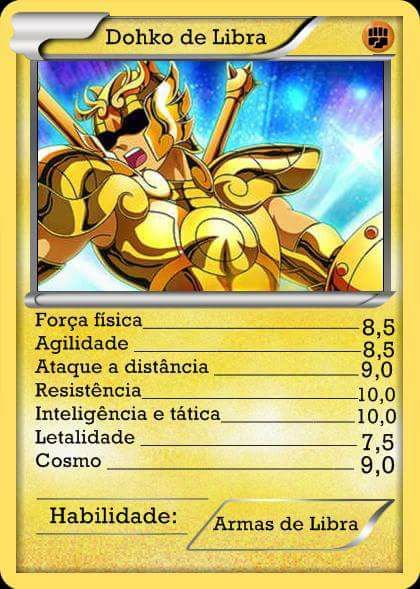 Dohko de Libra
Força física 8,5
Agilidade 8,5
Ataque a distância 9,0
Resistência 10,0
Inteligência e tática 10,0
Letalidade 7,5
Cosmo 9,0
Habilidade: Armas de Libra